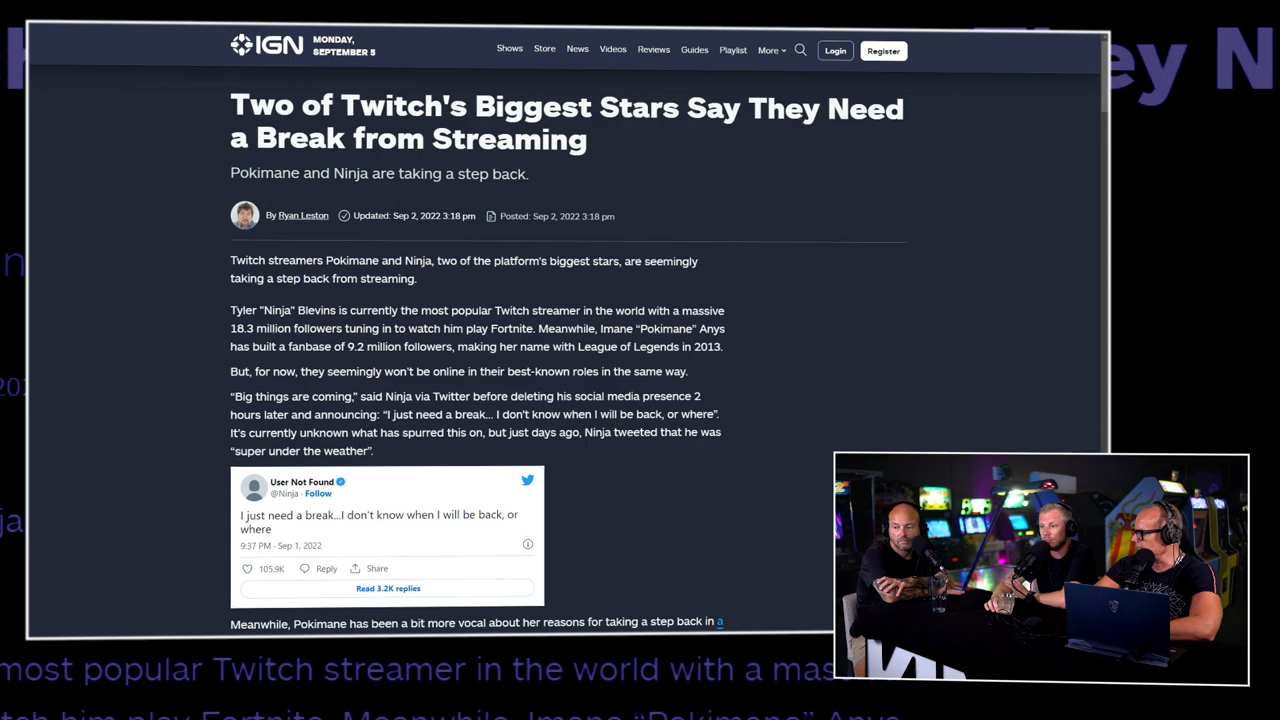 IGN
MONDAY,
SEPTEMBER 5
Shows Store News Videos Reviews Guides Playlist More Login Register
Two of Twitch's Biggest Stars Say They Need
a Break from Streaming
Pokimane and Ninja are taking a step back.
By Ryan Leston Updated: Sep 2, 2022 3:18 pm Posted: Sep 2, 2022 3:18 pm
Twitch streamers Pokimane and Ninja, two of the platform's biggest stars, are seemingly
taking a step back from streaming.
Tyler "Ninja" Blevins is currently the most popular Twitch streamer in the world with a massive
18.3 million followers tuning in to watch him play Fortnite. Meanwhile, Imane “Pokimane” Anys
has built a fanbase of 9.2 million followers, making her name with League of Legends in 2013.
But, for now, they seemingly won't be online in their best-known roles in the same way.
“Big things are coming,” said Ninja via Twitter before deleting his social media presence 2
hours later and announcing: “I just need a break... I don't know when I will be back, or where”.
It's currently unknown what has spurred this on, but just days ago, Ninja tweeted that he was
“super under the weather”.
User Not Found
@Ninja · Follow
I just need a break...I don't know when I will be back, or
where
9:37 PM · Sep 1, 2022
105.9K Reply Share
Read 3.2K replies
Meanwhile, Pokimane has been a bit more vocal about her reasons for taking a step back in a
ey N
most popular Twitch streamer in the world with a mas
tch him play Fortnite. Meanwhile, Imane “Pokimane” Anys